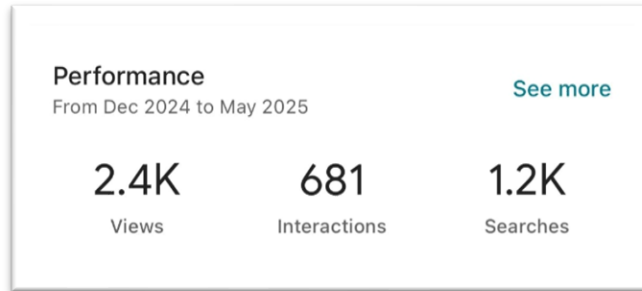 Performance
From Dec 2024 to May 2025
See more
2.4K
681
1.2K
Views
Interactions
Searches